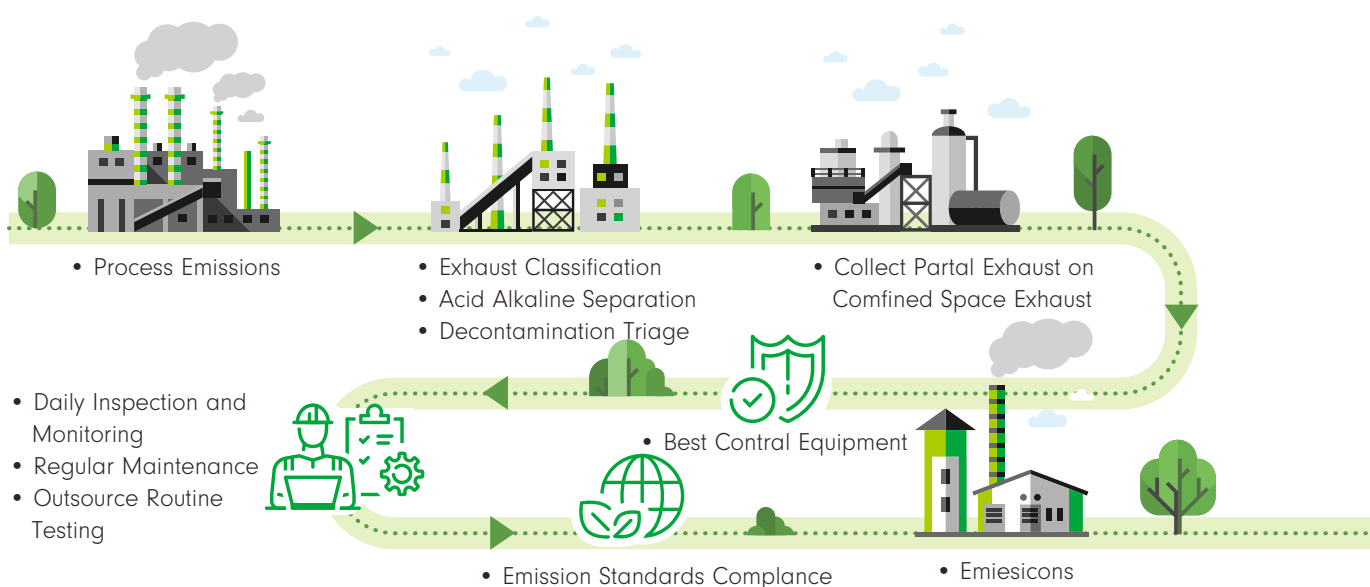 • Process Emissions
• Exhaust Classification
• Acid Alkaline Separation
• Decontamination Triage
• Collect Partal Exhaust on
Comfined Space Exhaust
• Best Contral Equipment
• Daily Inspection and
Monitoring
• Regular Maintenance
• Outsource Routine
Testing
• Emission Standards Complance
• Emiesicons